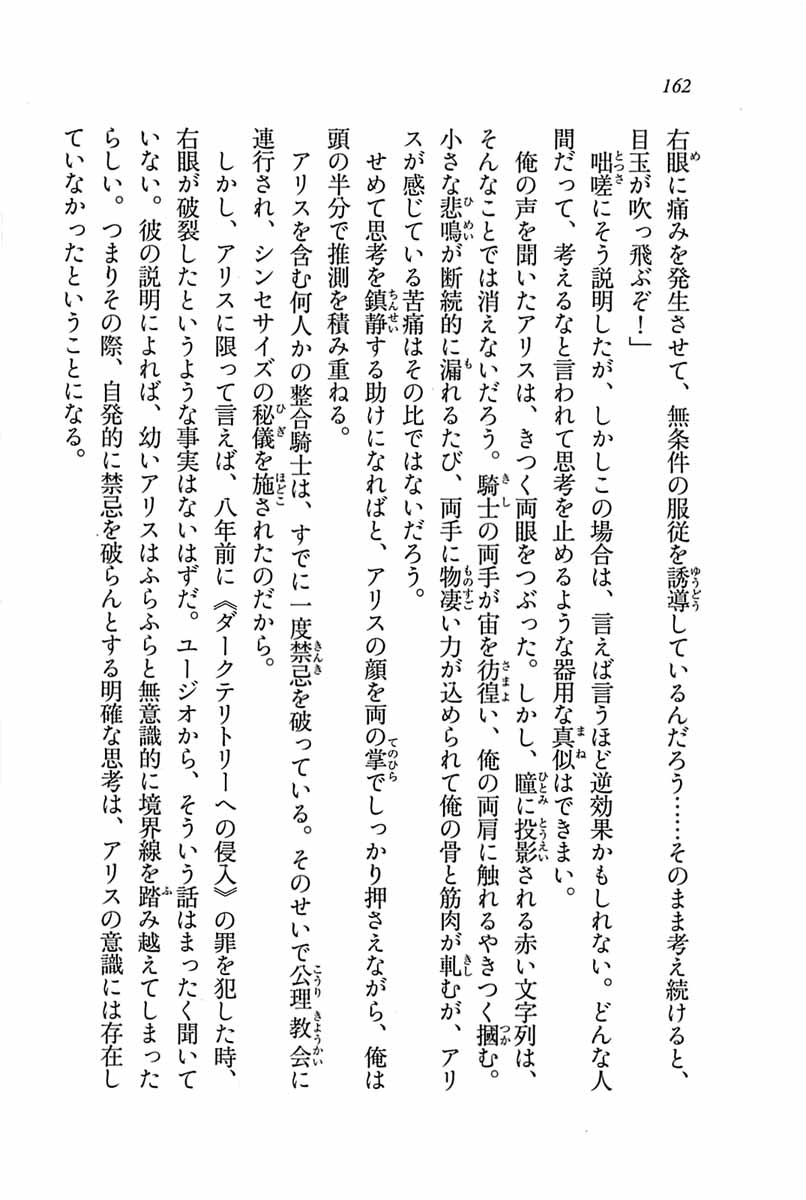 162
右眼に痛みを発生させて、無条件の服従を誘導しているんだろう……そのまま考え続けると、
目玉が吹っ飛ぶぞ！」
　咄嗟にそう説明したが、しかしこの場合は、言えば言うほど逆効果かもしれない。どんな人
間だって、考えるなと言われて思考を止めるような器用な真似はできまい。
　俺の声を聞いたアリスは、きつく両眼をつぶった。しかし、瞳に投影される赤い文字列は、
そんなことでは消えないだろう。騎士の両手が宙を彷徨い、俺の両肩に触れるやきつく摑む。
小さな悲鳴が断続的に漏れるたび、両手に物凄い力が込められて俺の骨と筋肉が軋むが、アリ
スが感じている苦痛はその比ではないだろう。
　せめて思考を鎮静する助けになればと、アリスの顔を両の掌でしっかり押さえながら、俺は
頭の半分で推測を積み重ねる。
　アリスを含む何人かの整合騎士は、すでに一度禁忌を破っている。そのせいで公理教会に
連行され、シンセサイズの秘儀を施されたのだから。
　しかし、アリスに限って言えば、八年前に《ダークテリトリーへの侵入》の罪を犯した時、
右眼が破裂したというような事実はないはずだ。ユージオから、そういう話はまったく聞いて
いない。彼の説明によれば、幼いアリスはふらふらと無意識的に境界線を踏み越えてしまった
らしい。つまりその際、自発的に禁忌を破らんとする明確な思考は、アリスの意識には存在し
ていなかったということになる。